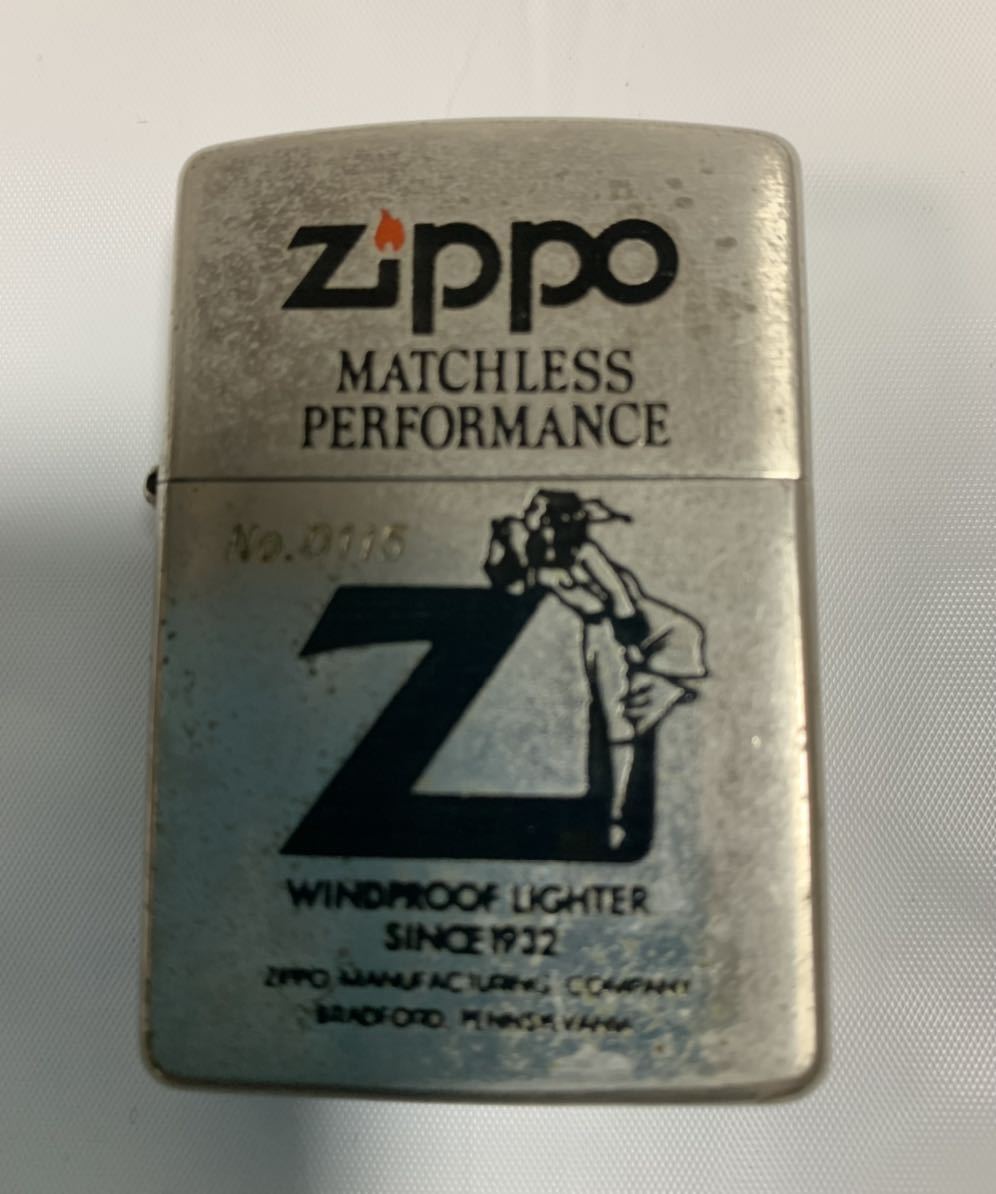 Zippo
MATCHLESS
PERFORMANCE
No.0115
Z
WINDPROOF LIGHTER
SINCE 1932
ZIPPO MANUFACTURING COMPANY
BRADFORD, PENNSYLVANIA